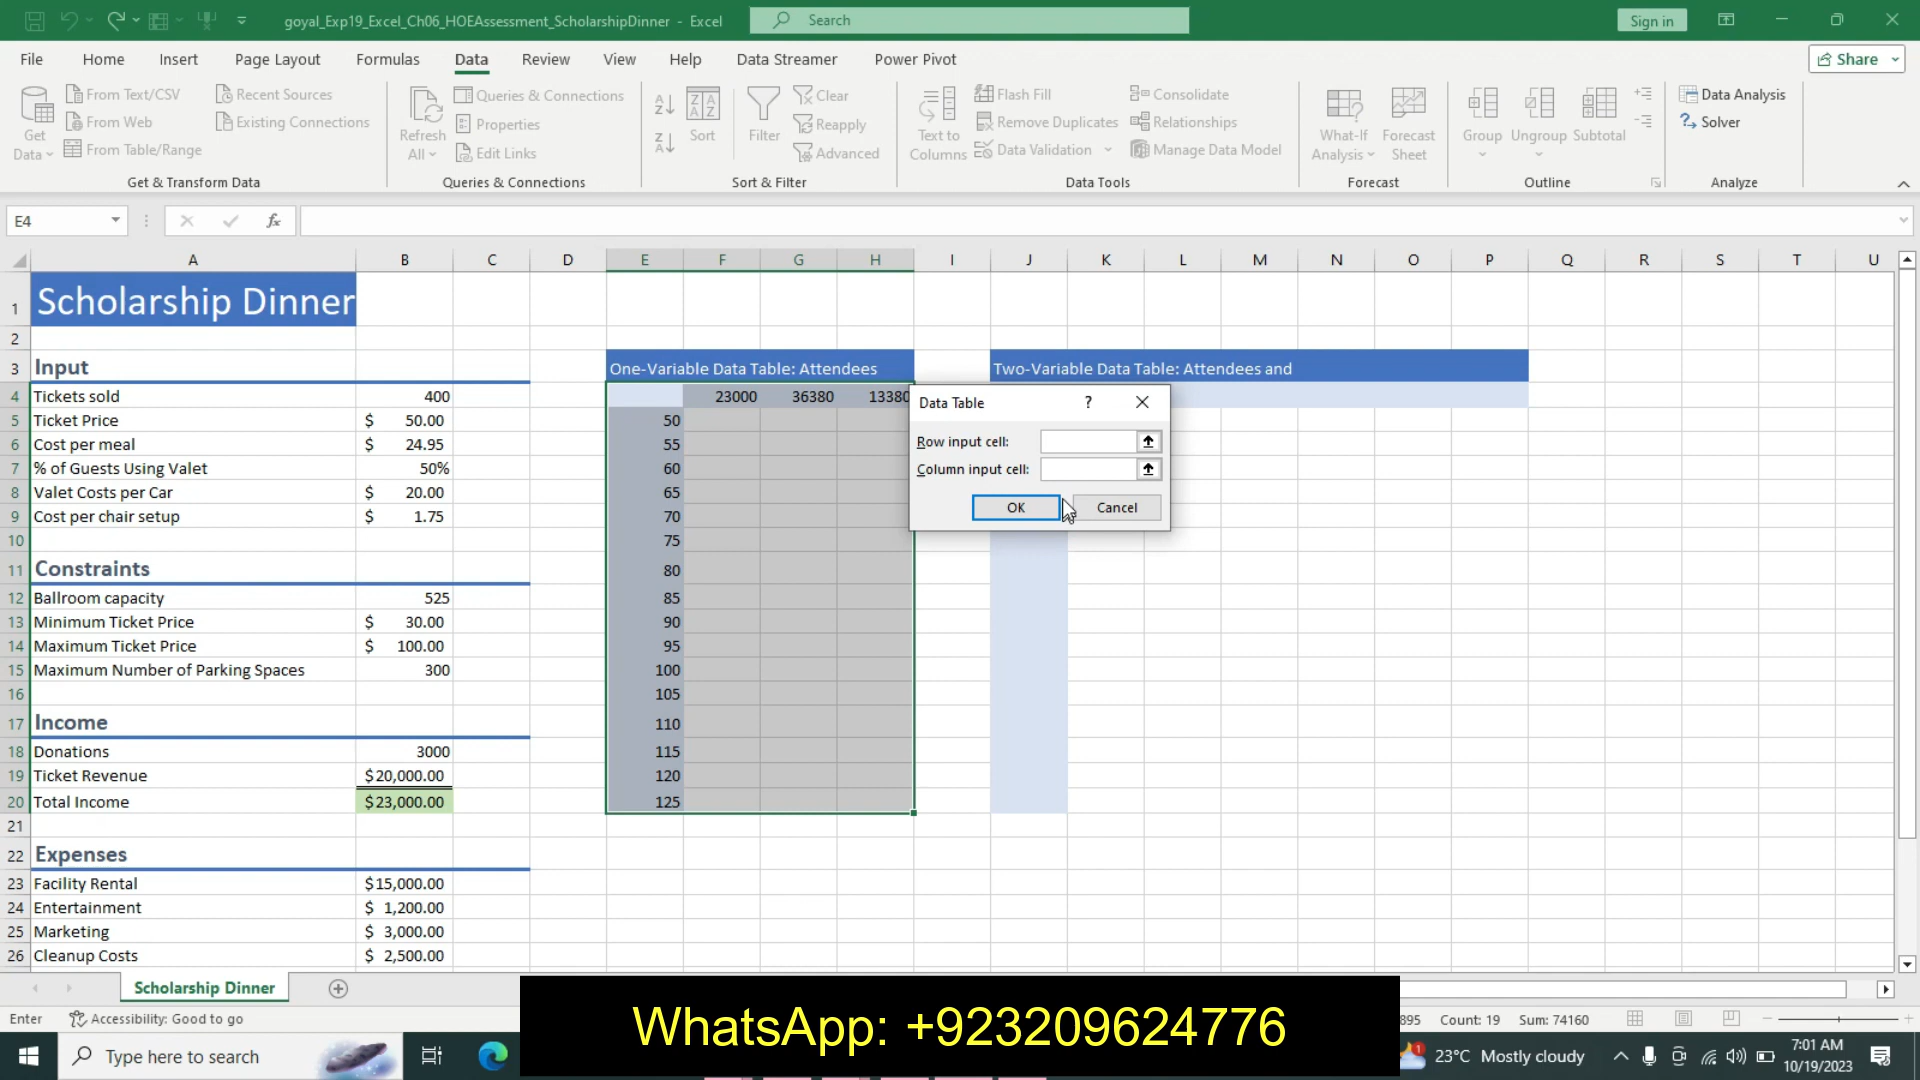 goyal_Exp19_Excel_Ch06_HOEAssessment_ScholarshipDinner - Excel
Search
Sign in
File Home Insert Page Layout Formulas Data Review View Help Data Streamer Power Pivot
Share
Get Data
From Text/CSV
From Web
From Table/Range
Recent Sources
Existing Connections
Get & Transform Data
Refresh All
Queries & Connections
Properties
Edit Links
Queries & Connections
Sort
Filter
Clear
Reapply
Advanced
Sort & Filter
Text to Columns
Flash Fill
Remove Duplicates
Data Validation
Consolidate
Relationships
Manage Data Model
Data Tools
What-If Analysis
Forecast Sheet
Forecast
Group
Ungroup
Subtotal
Outline
Data Analysis
Solver
Analyze
E4
fx
A B C D E F G H I J K L M N O P Q R S T U
1 Scholarship Dinner
2
3 Input One-Variable Data Table: Attendees Two-Variable Data Table: Attendees and
4 Tickets sold 400 23000 36380 13380
5 Ticket Price $ 50.00 50
6 Cost per meal $ 24.95 55
7 % of Guests Using Valet 50% 60
8 Valet Costs per Car $ 20.00 65
9 Cost per chair setup $ 1.75 70
10 75
11 Constraints 80
12 Ballroom capacity 525 85
13 Minimum Ticket Price $ 30.00 90
14 Maximum Ticket Price $ 100.00 95
15 Maximum Number of Parking Spaces 300 100
16 105
17 Income 110
18 Donations 3000 115
19 Ticket Revenue $20,000.00 120
20 Total Income $23,000.00 125
21
22 Expenses
23 Facility Rental $15,000.00
24 Entertainment $ 1,200.00
25 Marketing $ 3,000.00
26 Cleanup Costs $ 2,500.00
Data Table ?
Row input cell:
Column input cell:
OK Cancel
Scholarship Dinner
Enter Accessibility: Good to go
895 Count: 19 Sum: 74160
WhatsApp: +923209624776
Type here to search
1
23°C Mostly cloudy
7:01 AM
10/19/2023